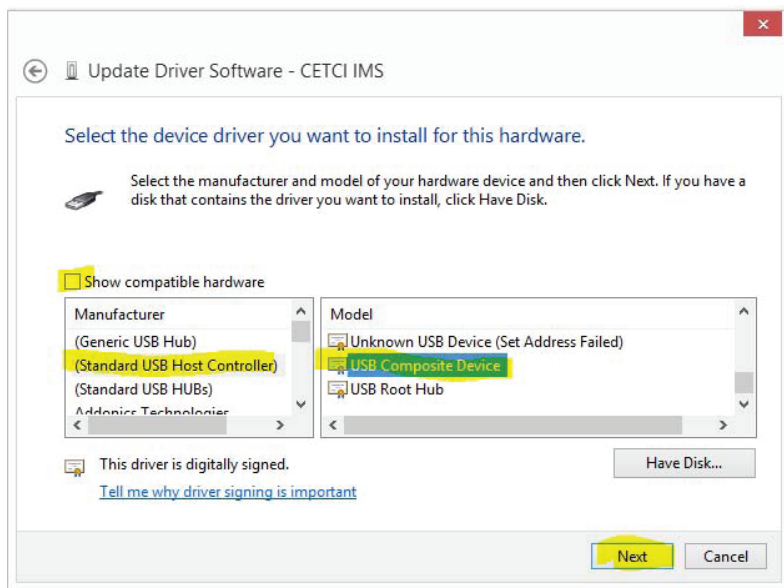 Update Driver Software - CETCI IMS
Select the device driver you want to install for this hardware.
Select the manufacturer and model of your hardware device and then click Next. If you have a
disk that contains the driver you want to install, click Have Disk.
Show compatible hardware
Manufacturer
(Generic USB Hub)
(Standard USB Host Controller)
(Standard USB HUBs)
Addonics Technologies
Model
Unknown USB Device (Set Address Failed)
USB Composite Device
USB Root Hub
This driver is digitally signed.
Tell me why driver signing is important
Have Disk...
Next
Cancel